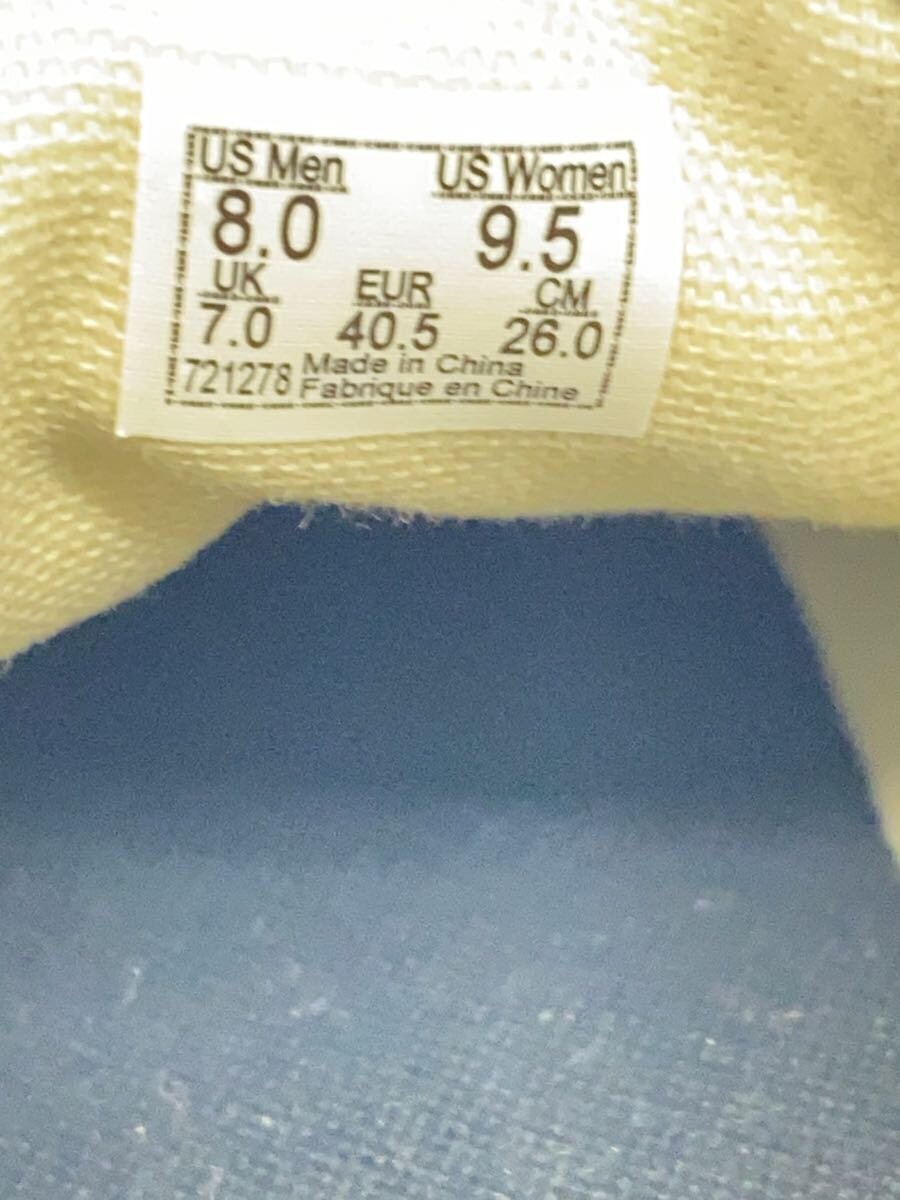 US Men US Women
8.0 9.5
UK EUR CM
7.0 40.5 26.0
721278 Made in China
Fabrique en Chine